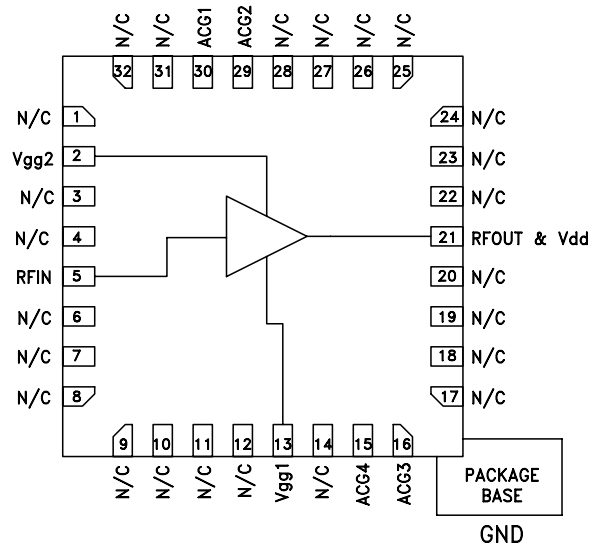 N/C N/C ACG1 ACG2 N/C N/C N/C N/C
32 31 30 29 28 27 26 25
N/C 1
Vgg2 2
N/C 3
N/C 4
RFIN 5
N/C 6
N/C 7
N/C 8
24 N/C
23 N/C
22 N/C
21 RFOUT & Vdd
20 N/C
19 N/C
18 N/C
17 N/C
9 10 11 12 13 14 15 16
N/C N/C N/C N/C Vgg1 N/C ACG4 ACG3
PACKAGE
BASE
GND